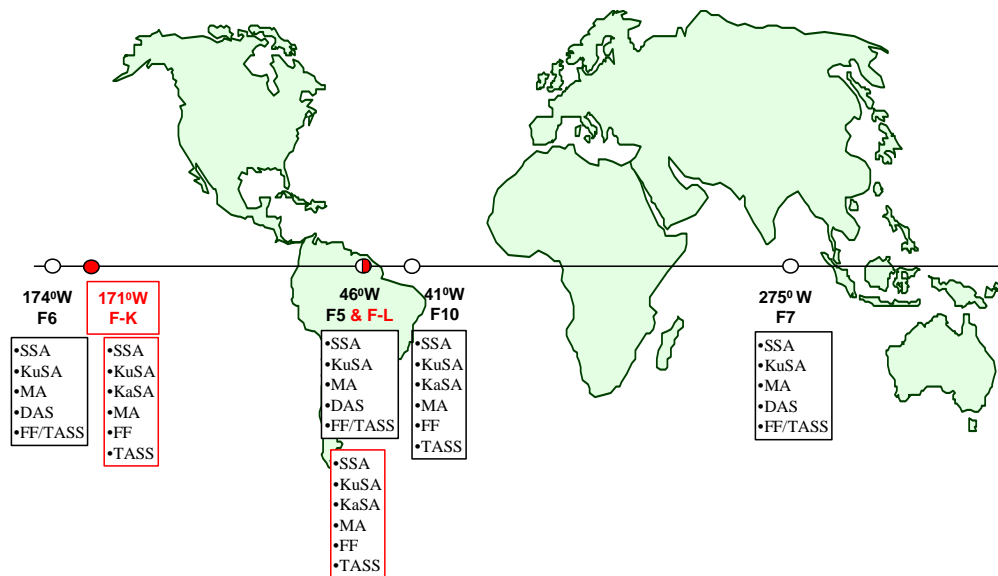 174⁰W
F6
•SSA
•KuSA
•MA
•DAS
•FF/TASS
171⁰W
F-K
•SSA
•KuSA
•KaSA
•MA
•FF
•TASS
46⁰W
F5 & F-L
•SSA
•KuSA
•MA
•DAS
•FF/TASS
•SSA
•KuSA
•KaSA
•MA
•FF
•TASS
41⁰W
F10
•SSA
•KuSA
•KaSA
•MA
•FF
•TASS
275⁰ W
F7
•SSA
•KuSA
•MA
•DAS
•FF/TASS